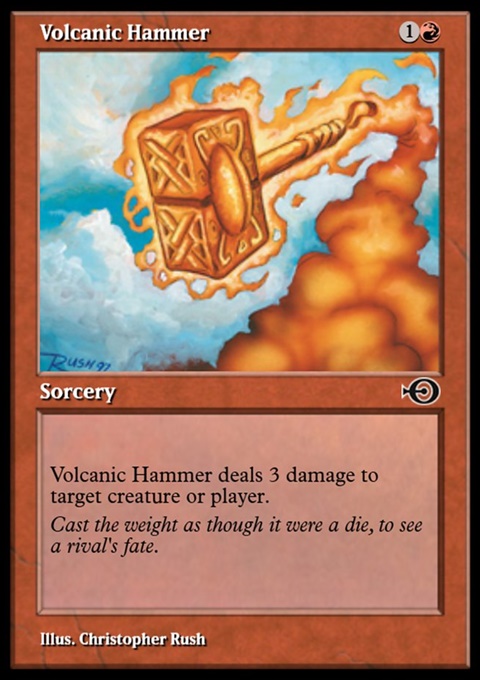 Volcanic Hammer
1
RUSH 97
Sorcery
Volcanic Hammer deals 3 damage to
target creature or player.
Cast the weight as though it were a die, to see
a rival's fate.
Illus. Christopher Rush